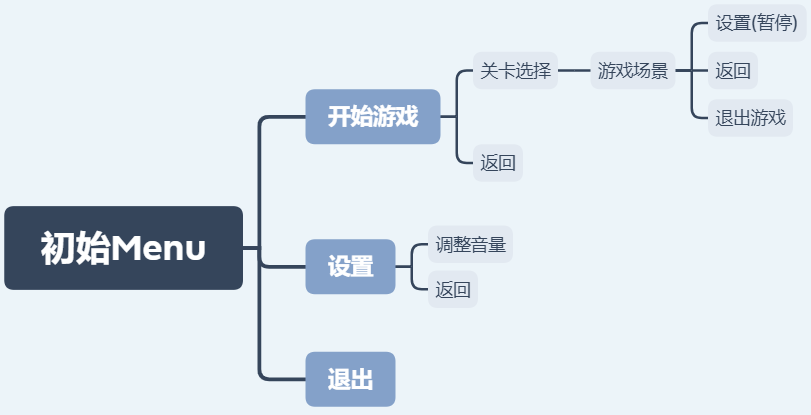 初始Menu
开始游戏
关卡选择
游戏场景
设置(暂停)
返回
退出游戏
返回
设置
调整音量
返回
退出